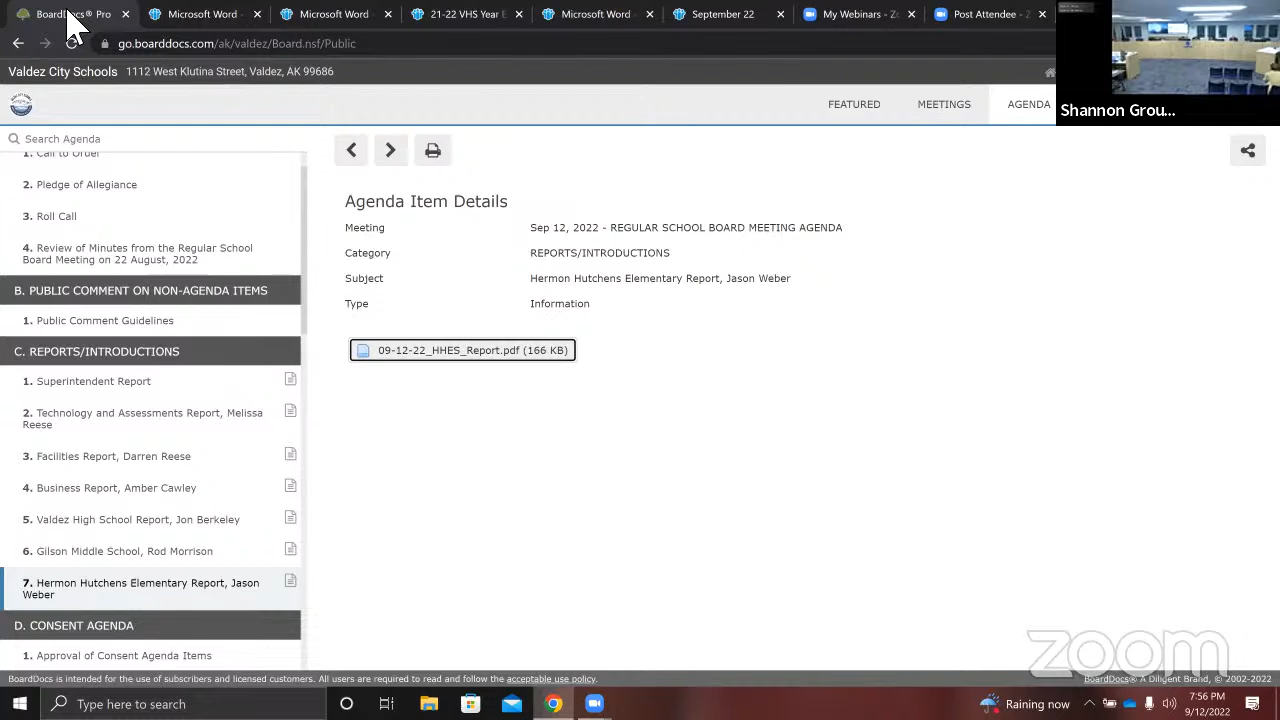 BoardDocs® Pro
Microsoft Word -
Microsoft Wor
21-22 VHS
Microsoft Wor
September 12 2022
My Webinars - Z
Post Attendee - Z
go.boarddocs.com/ak/valdez/Board.nsf/Public
Valdez City Schools 1112 West Klutina Street, Valdez, AK 99686
FEATURED
MEETINGS
AGENDA
Shannon Grou...
Search Agenda
1. Call to Order
2. Pledge of Allegiance
3. Roll Call
4. Review of Minutes from the Regular School
Board Meeting on 22 August, 2022
B. PUBLIC COMMENT ON NON-AGENDA ITEMS
1. Public Comment Guidelines
C. REPORTS/INTRODUCTIONS
1. Superintendent Report
2. Technology and Assessments Report, Melissa
Reese
3. Facilities Report, Darren Reese
4. Business Report, Amber Cawley
5. Valdez High School Report, Jon Berkeley
6. Gilson Middle School, Rod Morrison
7. Hermon Hutchens Elementary Report, Jason
Weber
D. CONSENT AGENDA
1. Approval of Consent Agenda Items
Agenda Item Details
Meeting Sep 12, 2022 - REGULAR SCHOOL BOARD MEETING AGENDA
Category REPORTS/INTRODUCTIONS
Subject Hermon Hutchens Elementary Report, Jason Weber
Type Information
09-12-22_HHES_Report.pdf (166 KB)
zoom
BoardDocs is intended for the use of subscribers and licensed customers. All users are required to read and follow the acceptable use policy.
BoardDocs® A Diligent Brand, © 2002-2022
Type here to search
Raining now
7:56 PM
9/12/2022